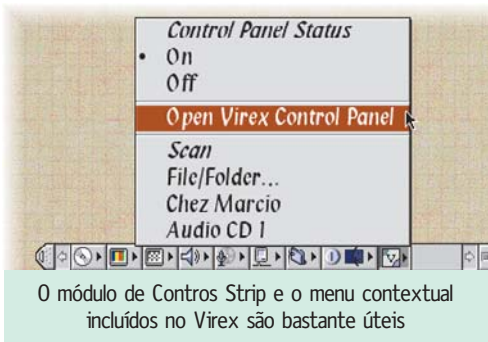 Control Panel Status
• On
Off
Open Virex Control Panel
Scan
File/Folder...
Chez Marcio
Audio CD 1
O módulo de Contros Strip e o menu contextual
incluídos no Virex são bastante úteis